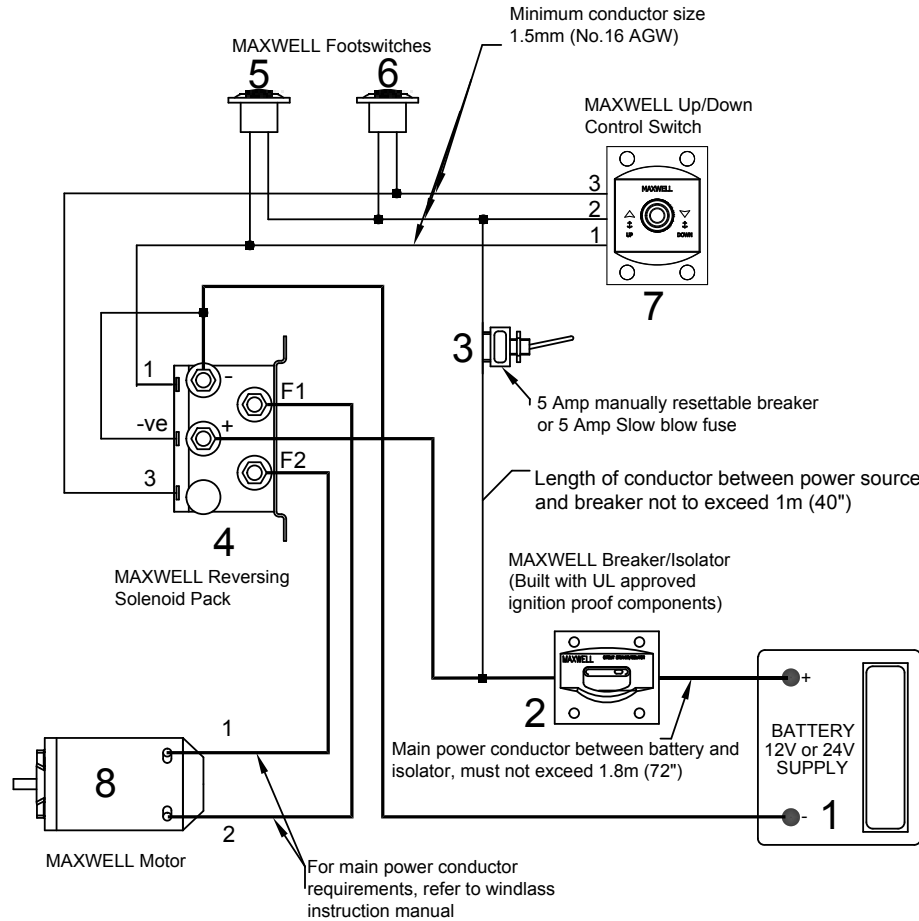 Minimum conductor size
1.5mm (No.16 AGW)
MAXWELL Footswitches
5
6
MAXWELL Up/Down
Control Switch
3
2
1
MAXWELL
UP
DOWN
7
3
5 Amp manually resettable breaker
or 5 Amp Slow blow fuse
1
-
F1
-ve
+
F2
3
4
MAXWELL Reversing
Solenoid Pack
Length of conductor between power source
and breaker not to exceed 1m (40")
MAXWELL Breaker/Isolator
(Built with UL approved
ignition proof components)
MAXWELL
2
Main power conductor between battery and
isolator, must not exceed 1.8m (72")
+
BATTERY
12V or 24V
SUPPLY
-
1
1
8
2
MAXWELL Motor
For main power conductor
requirements, refer to windlass
instruction manual